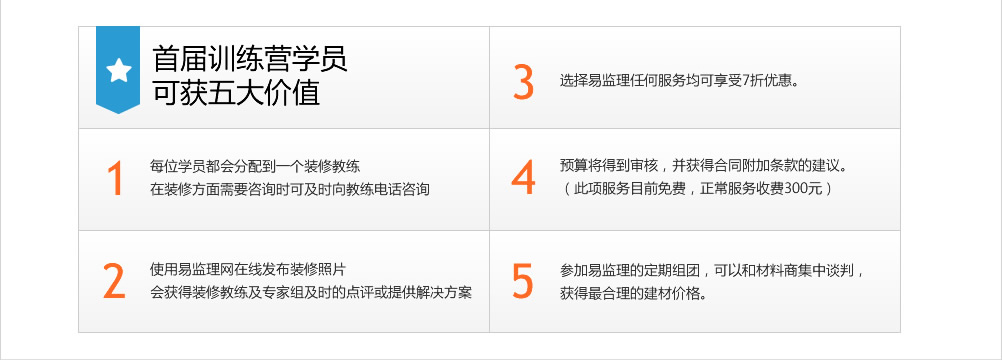 首届训练营学员
可获五大价值
1
每位学员都会分配到一个装修教练
在装修方面需要咨询时可及时向教练电话咨询
2
使用易监理网在线发布装修照片
会获得装修教练及专家组及时的点评或提供解决方案
3
选择易监理任何服务均可享受7折优惠。
4
预算将得到审核，并获得合同附加条款的建议。
（此项服务目前免费，正常服务收费300元）
5
参加易监理的定期组团，可以和材料商集中谈判，
获得最合理的建材价格。